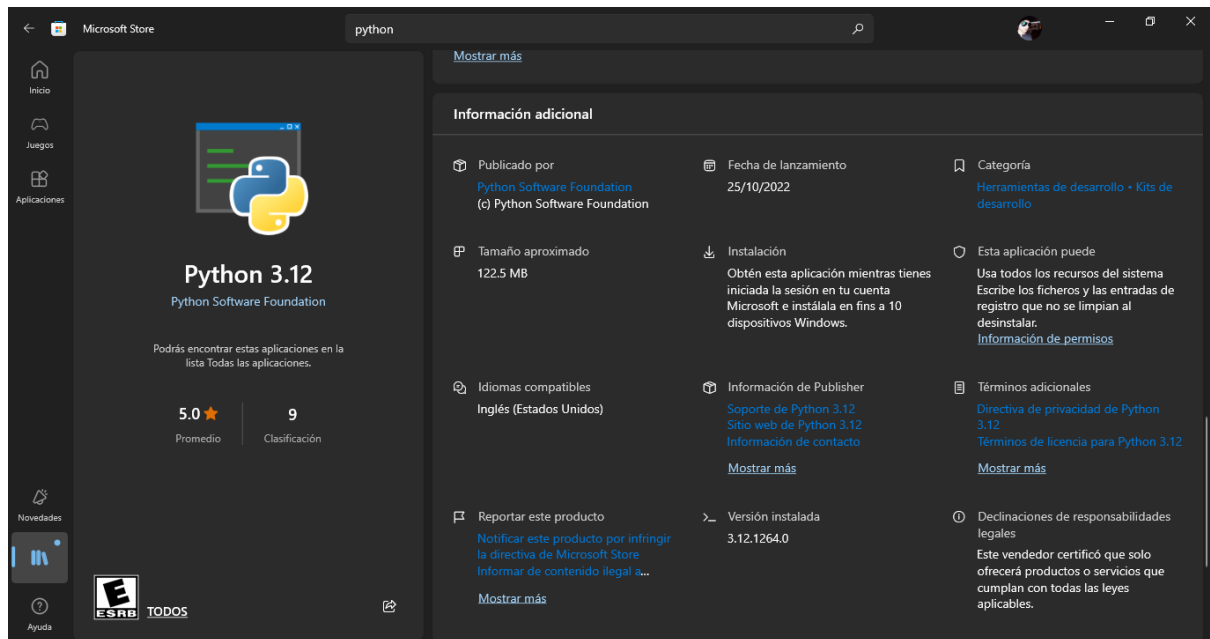 Microsoft Store
python
Inicio
Juegos
Aplicaciones
Novedades
Ayuda
Python 3.12
Python Software Foundation
Podrás encontrar estas aplicaciones en la
lista Todas las aplicaciones.
5.0
9
Promedio
Clasificación
E
ESRB
TODOS
Mostrar más
Información adicional
Publicado por
Python Software Foundation
(c) Python Software Foundation
Fecha de lanzamiento
25/10/2022
Categoría
Herramientas de desarrollo • Kits de
desarrollo
Tamaño aproximado
122.5 MB
Instalación
Obtén esta aplicación mientras tienes
iniciada la sesión en tu cuenta
Microsoft e instálala en fins a 10
dispositivos Windows.
Esta aplicación puede
Usa todos los recursos del sistema
Escribe los ficheros y las entradas de
registro que no se limpian al
desinstalar.
Información de permisos
Idiomas compatibles
Inglés (Estados Unidos)
Información de Publisher
Soporte de Python 3.12
Sitio web de Python 3.12
Información de contacto
Mostrar más
Términos adicionales
Directiva de privacidad de Python
3.12
Términos de licencia para Python 3.12
Mostrar más
Reportar este producto
Notificar este producto por infringir
la directiva de Microsoft Store
Informar de contenido ilegal a...
Mostrar más
Versión instalada
3.12.1264.0
Declinaciones de responsabilidades
legales
Este vendedor certificó que solo
ofrecerá productos o servicios que
cumplan con todas las leyes
aplicables.